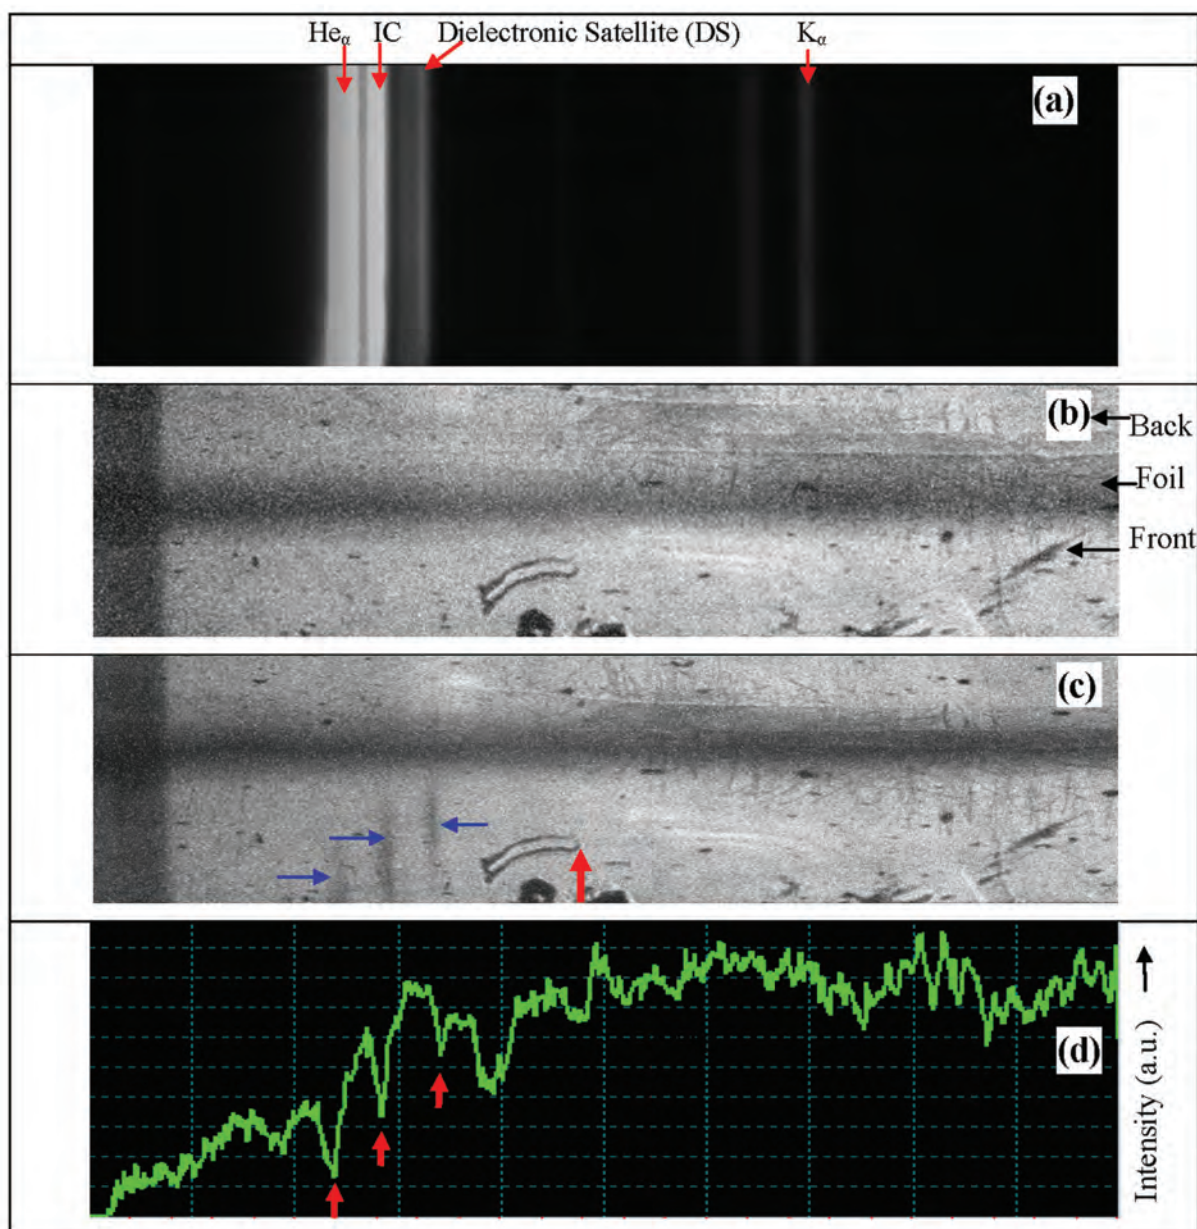 Heα IC Dielectronic Satellite (DS) Kα
(a)
(b)
Back
Foil
Front
(c)
(d)
Intensity (a.u.)